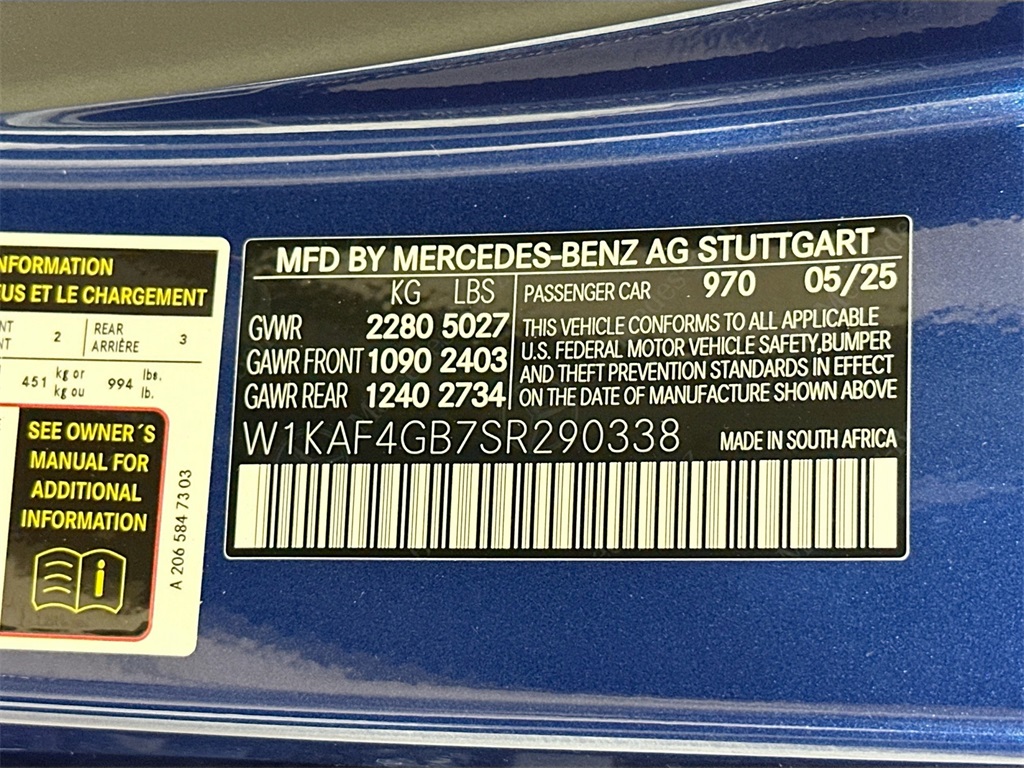 MFD BY MERCEDES-BENZ AG STUTTGART
KG LBS
GVWR 2280 5027
GAWR FRONT 1090 2403
GAWR REAR 1240 2734
PASSENGER CAR 970 05/25
THIS VEHICLE CONFORMS TO ALL APPLICABLE
U.S. FEDERAL MOTOR VEHICLE SAFETY,BUMPER
AND THEFT PREVENTION STANDARDS IN EFFECT
ON THE DATE OF MANUFACTURE SHOWN ABOVE
W1KAF4GB7SR290338 MADE IN SOUTH AFRICA
NFORMATION
TUS ET LE CHARGEMENT
NT 2 REAR 3
NT ARRIÈRE
451 kg or 994 lbs.
kg ou lb.
SEE OWNER´S
MANUAL FOR
ADDITIONAL
INFORMATION
i
A 206 584 73 03